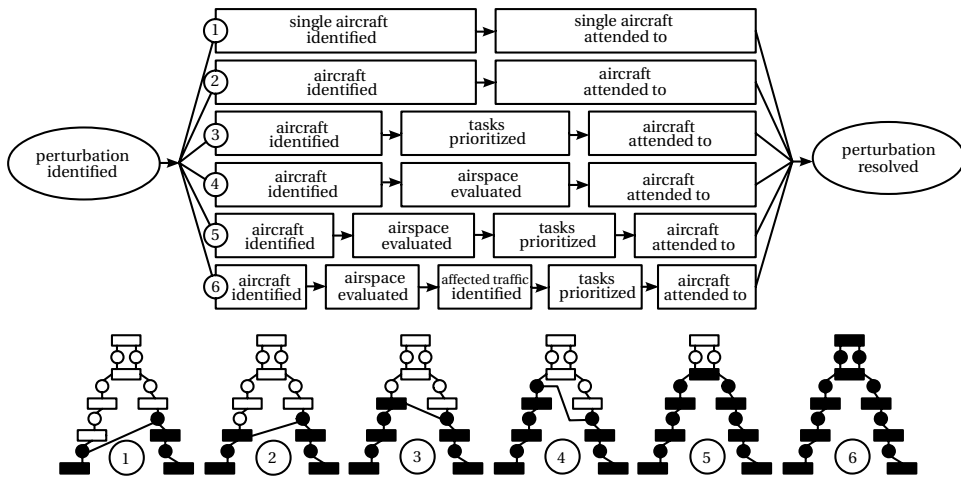 perturbation
identified
1
single aircraft
identified
single aircraft
attended to
2
aircraft
identified
aircraft
attended to
3
aircraft
identified
tasks
prioritized
aircraft
attended to
4
aircraft
identified
airspace
evaluated
aircraft
attended to
5
aircraft
identified
airspace
evaluated
tasks
prioritized
aircraft
attended to
6
aircraft
identified
airspace
evaluated
affected traffic
identified
tasks
prioritized
aircraft
attended to
perturbation
resolved
1
2
3
4
5
6